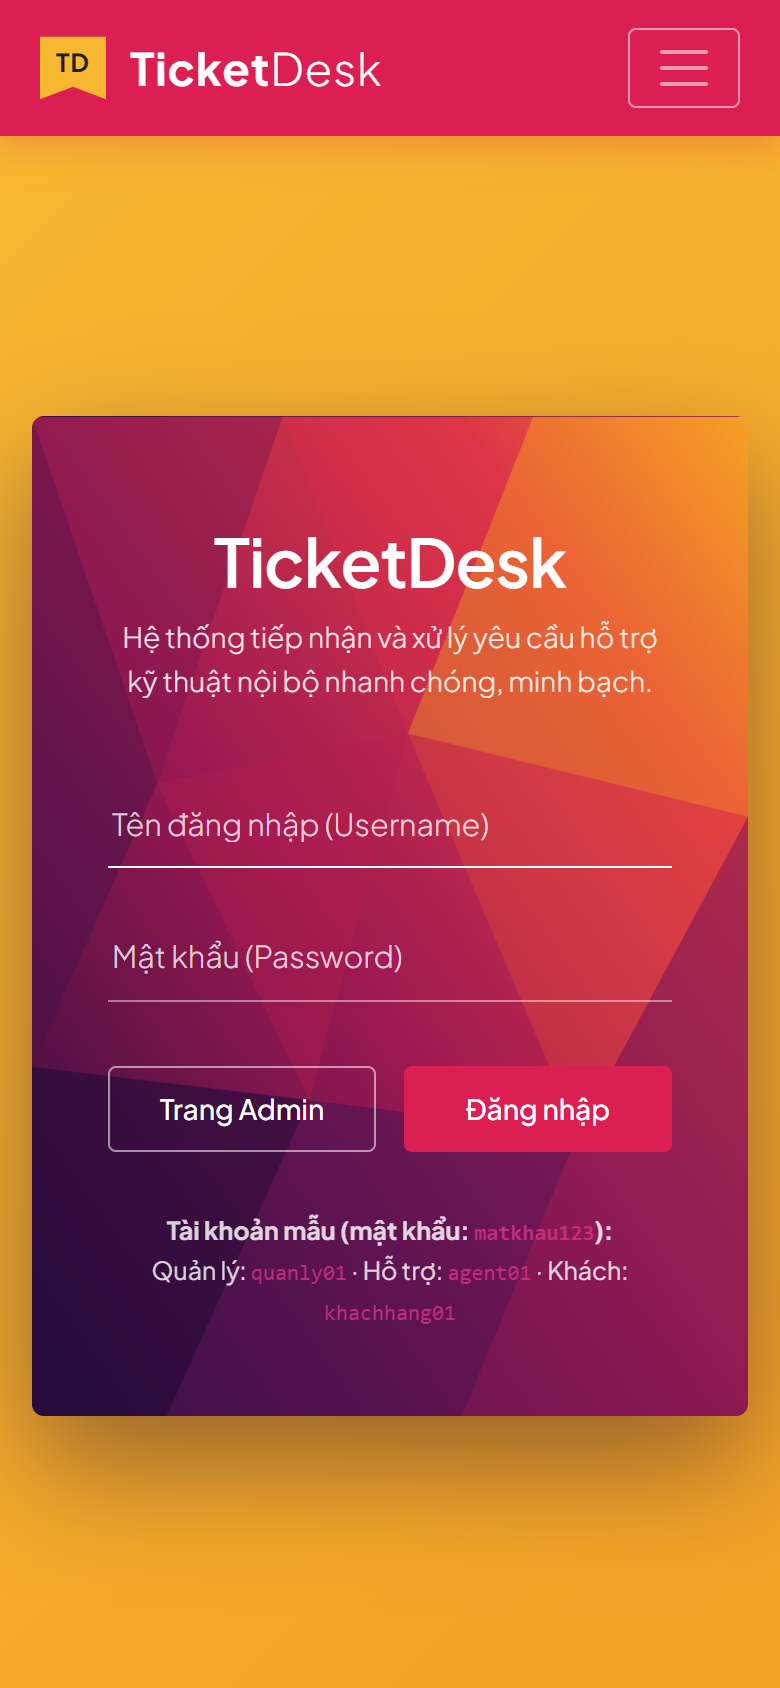 TD
TicketDesk
TicketDesk
Hệ thống tiếp nhận và xử lý yêu cầu hỗ trợ
kỹ thuật nội bộ nhanh chóng, minh bạch.
Tên đăng nhập (Username)
Mật khẩu (Password)
Trang Admin
Đăng nhập
Tài khoản mẫu (mật khẩu: matkhau123):
Quản lý: quanly01 · Hỗ trợ: agent01 · Khách:
khachhang01